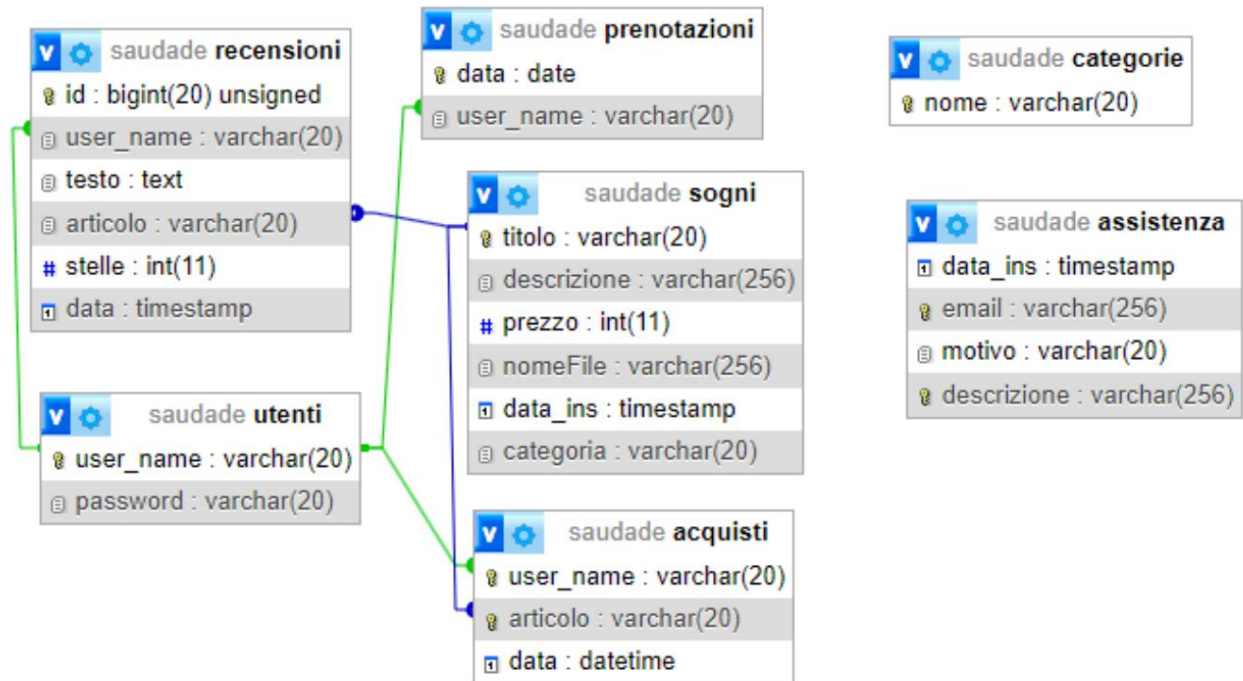 saudade recensioni
id : bigint(20) unsigned
user_name : varchar(20)
testo : text
articolo : varchar(20)
# stelle : int(11)
data : timestamp
saudade utenti
user_name : varchar(20)
password : varchar(20)
saudade prenotazioni
data : date
user_name : varchar(20)
saudade sogni
titolo : varchar(20)
descrizione : varchar(256)
# prezzo : int(11)
nomeFile : varchar(256)
data_ins : timestamp
categoria : varchar(20)
saudade acquisti
user_name : varchar(20)
articolo : varchar(20)
data : datetime
saudade categorie
nome : varchar(20)
saudade assistenza
data_ins : timestamp
email : varchar(256)
motivo : varchar(20)
descrizione : varchar(256)